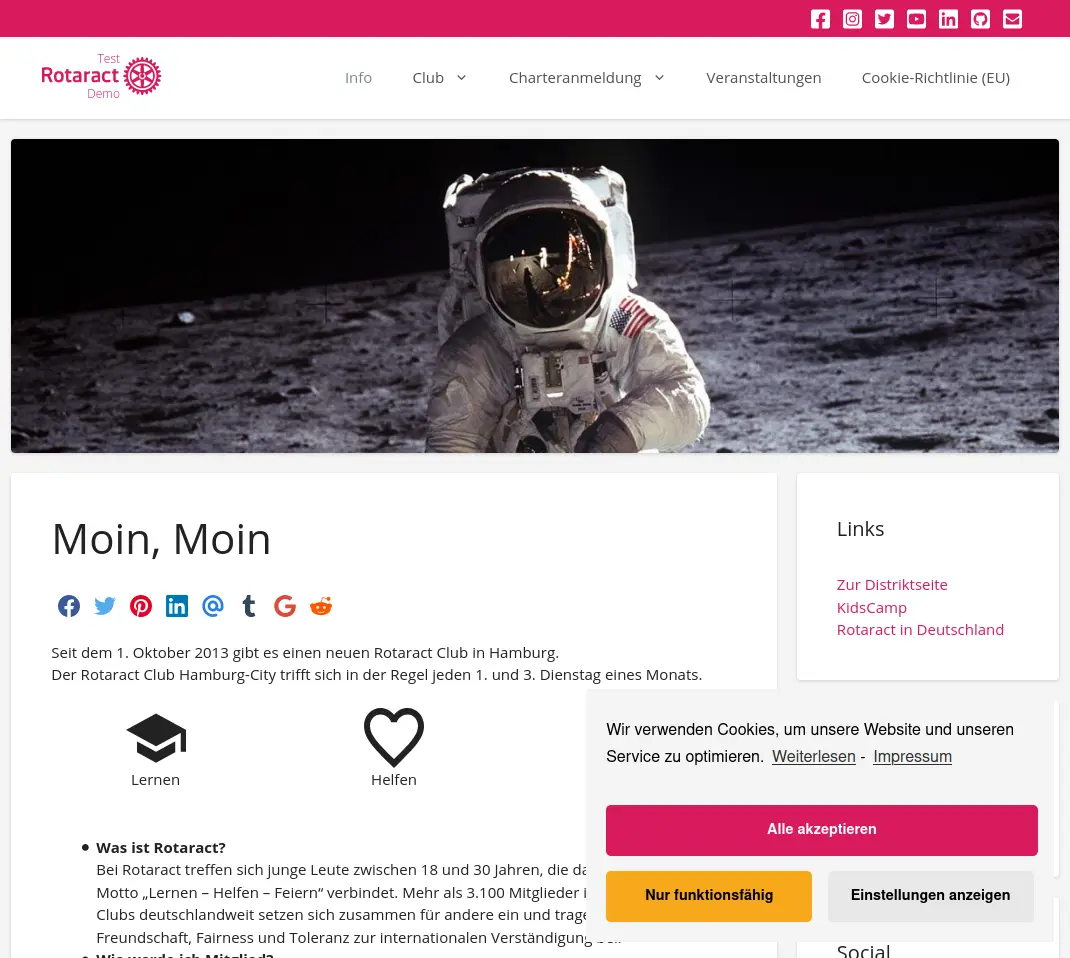 Test
Rotaract
Demo
Info
Club
Charteranmeldung
Veranstaltungen
Cookie-Richtlinie (EU)
Moin, Moin
Seit dem 1. Oktober 2013 gibt es einen neuen Rotaract Club in Hamburg.
Der Rotaract Club Hamburg-City trifft sich in der Regel jeden 1. und 3. Dienstag eines Monats.
Lernen
Helfen
Was ist Rotaract?
Bei Rotaract treffen sich junge Leute zwischen 18 und 30 Jahren, die
Motto „Lernen – Helfen – Feiern“ verbindet. Mehr als 3.100 Mitglieder
Clubs deutschlandweit setzen sich zusammen für andere ein und
Freundschaft, Fairness und Toleranz zur internationalen Verständigung
Wie werde ich Mitglied?
Links
Zur Distriktseite
KidsCamp
Rotaract in Deutschland
Social
Wir verwenden Cookies, um unsere Website und unseren
Service zu optimieren. Weiterlesen - Impressum
Alle akzeptieren
Nur funktionsfähig
Einstellungen anzeigen